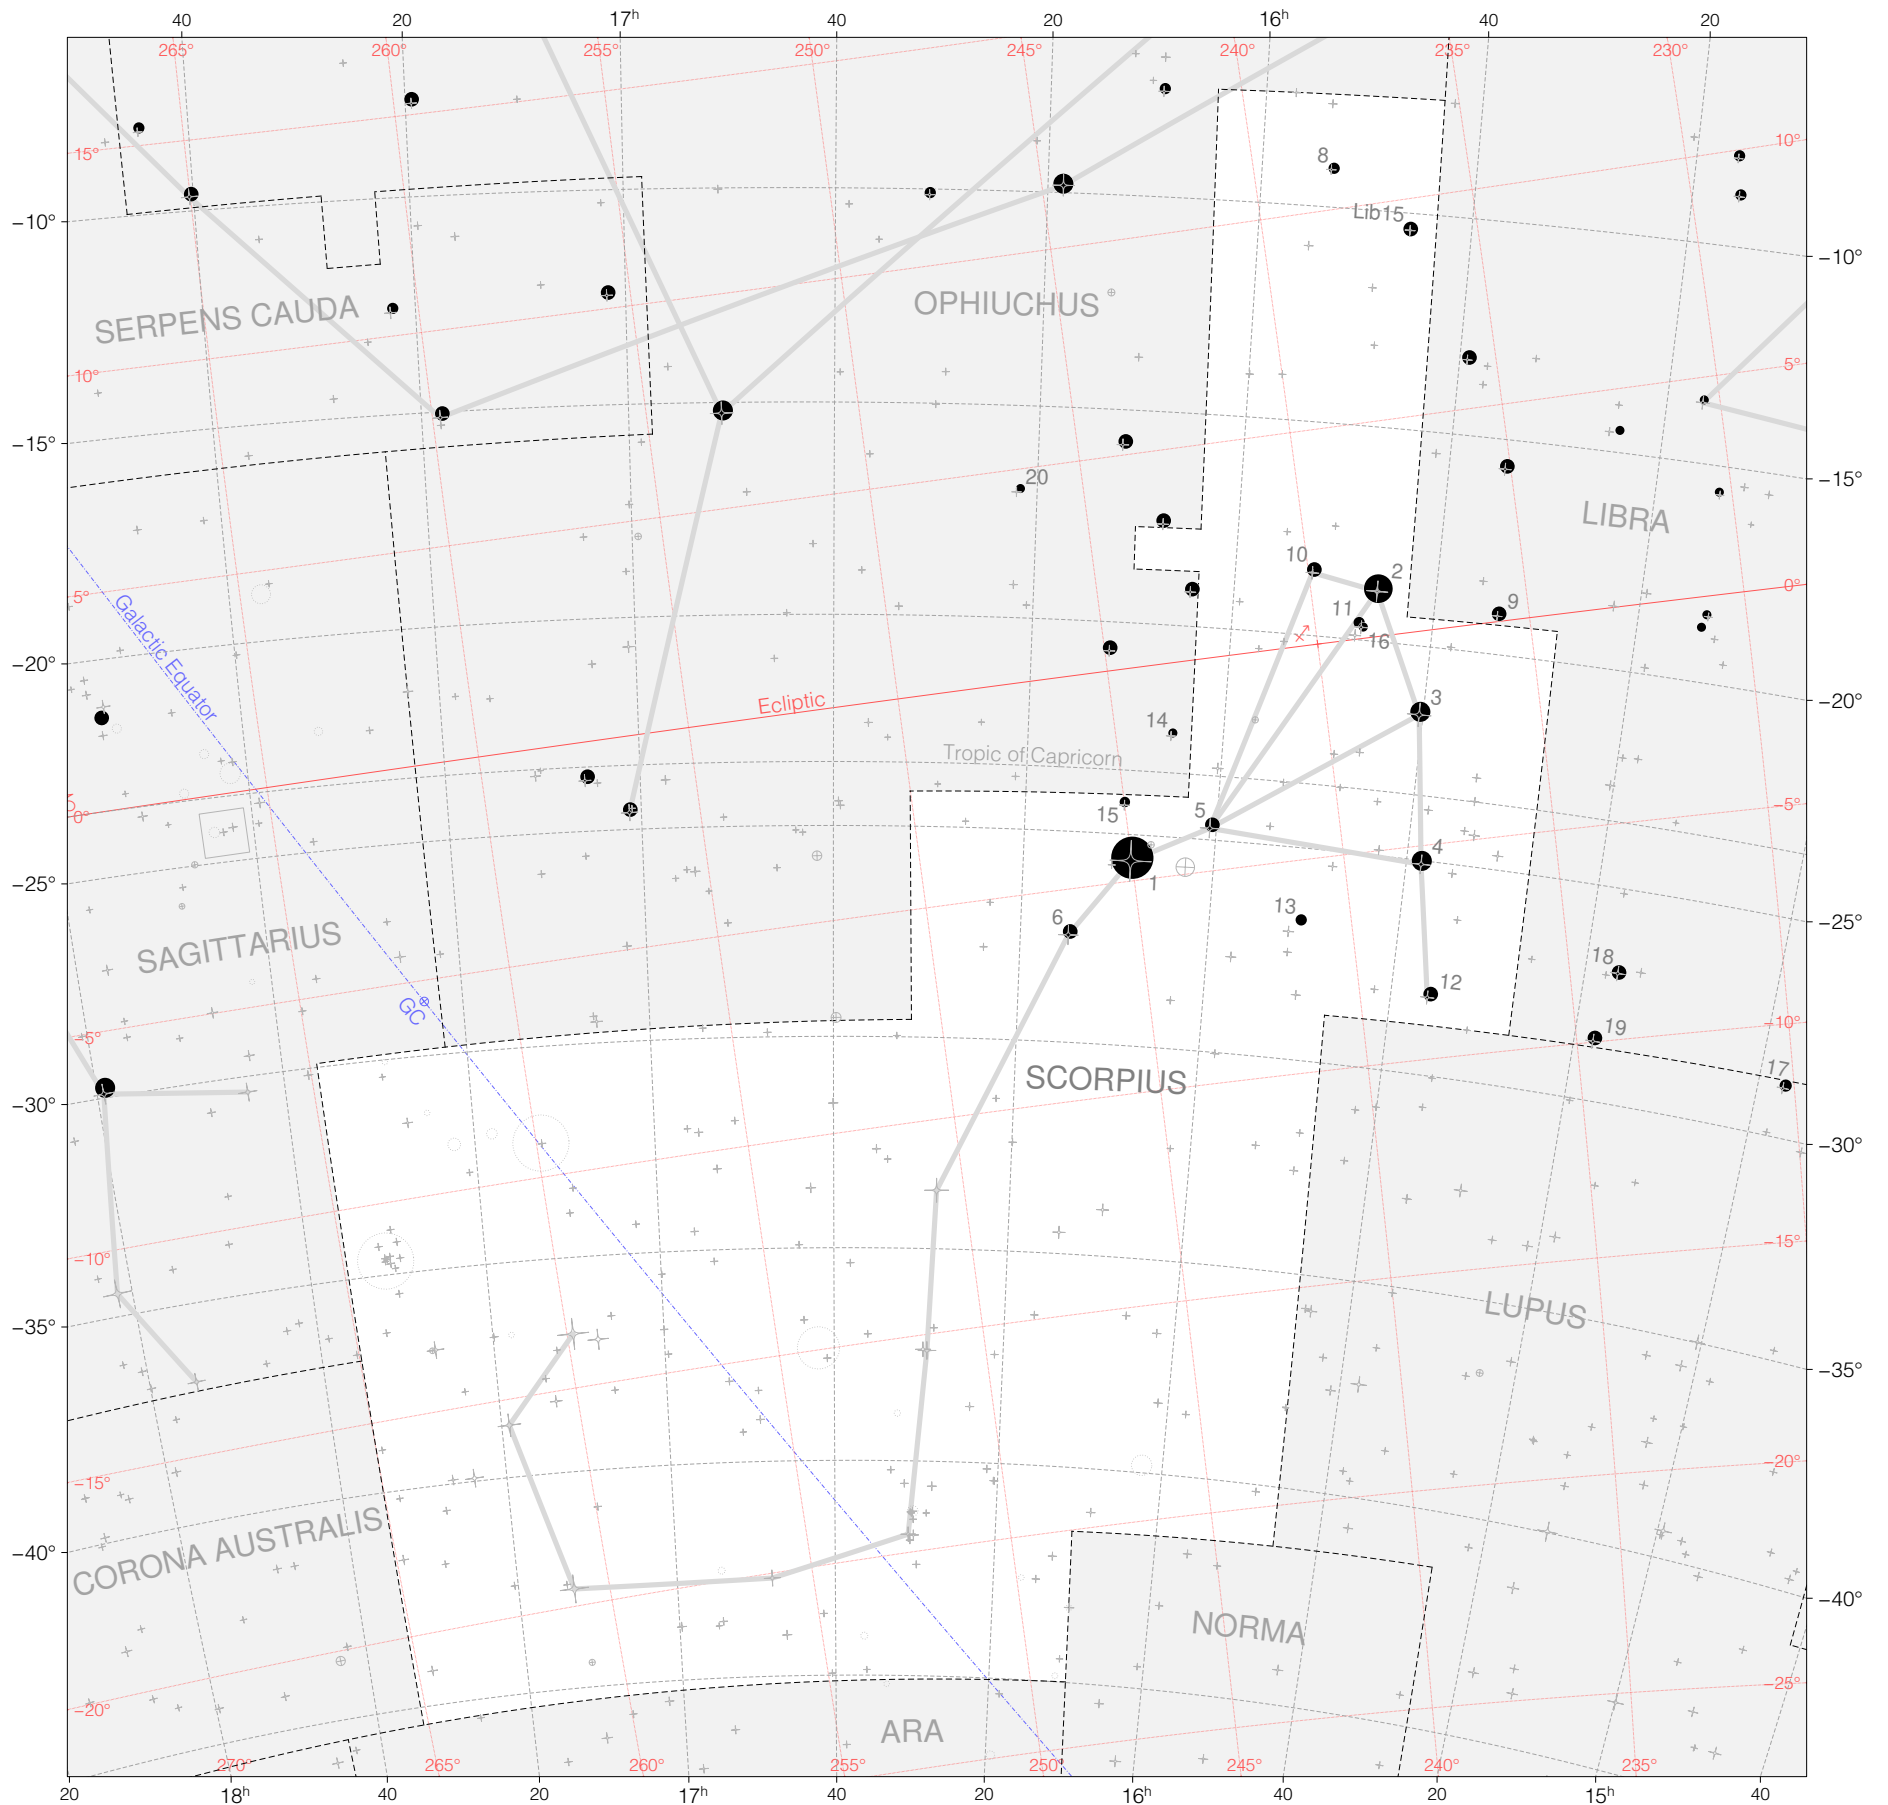 40 20 17h 40 20 16h 40 20
265° 260° 255° 250° 245° 240° 235° 230°
15° 10°
8
−10° Lib15 −10°
SERPENS CAUDA OPHIUCHUS
10° 5°
−15° 20 −15°
LIBRA
10 2
5° 0°
Galactic Equator 11 9
16
−20° 3 −20°
Ecliptic
14
Tropic of Capricorn
0° −5°
15 5
4
−25° 1 −25°
13
6
SAGITTARIUS 18
12
GC
−5° −10°
19
17
SCORPIUS
−30° −30°
−10° −15°
LUPUS
−35° −35°
−15° −20°
CORONA AUSTRALIS
−40° −40°
NORMA
−20° −25°
ARA
270° 265° 260° 255° 250° 245° 240° 235°
20 18h 40 20 17h 40 20 16h 40 20 15h 40